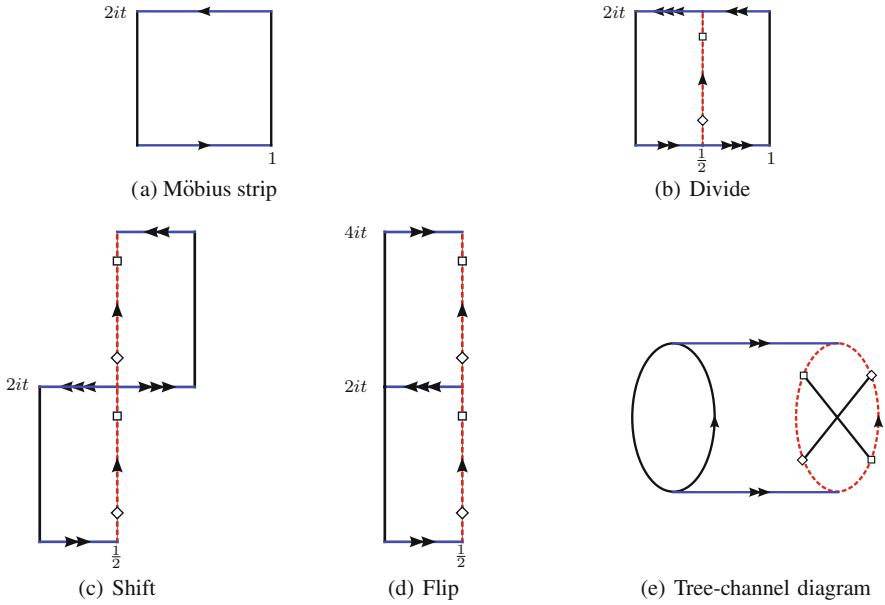 2it
1
(a) Möbius strip
2it
1/2
1
(b) Divide
2it
1/2
(c) Shift
4it
2it
1/2
(d) Flip
(e) Tree-channel diagram